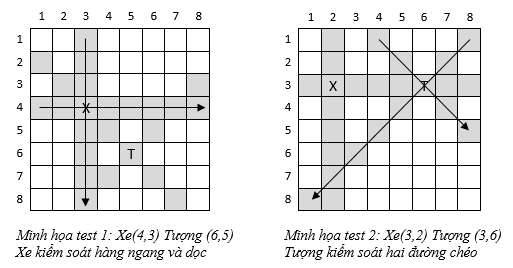 1 2 3 4 5 6 7 8
1
2
3
4 X
5
6 T
7
8
Minh họa test 1: Xe(4,3) Tượng (6,5)
Xe kiểm soát hàng ngang và dọc
1 2 3 4 5 6 7 8
1
2
3 X T
4
5
6
7
8
Minh họa test 2: Xe(3,2) Tượng (3,6)
Tượng kiểm soát hai đường chéo